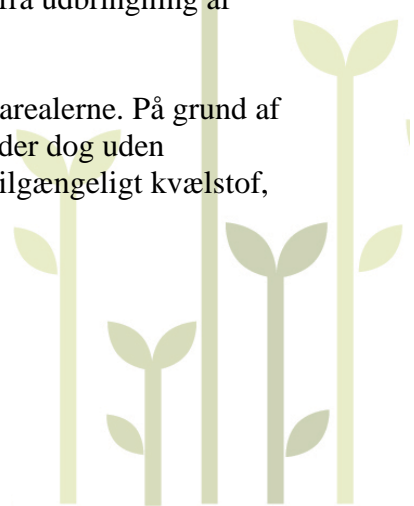 fra udbringning af
arealerne. På grund af
der dog uden
ilgængeligt kvælstof,